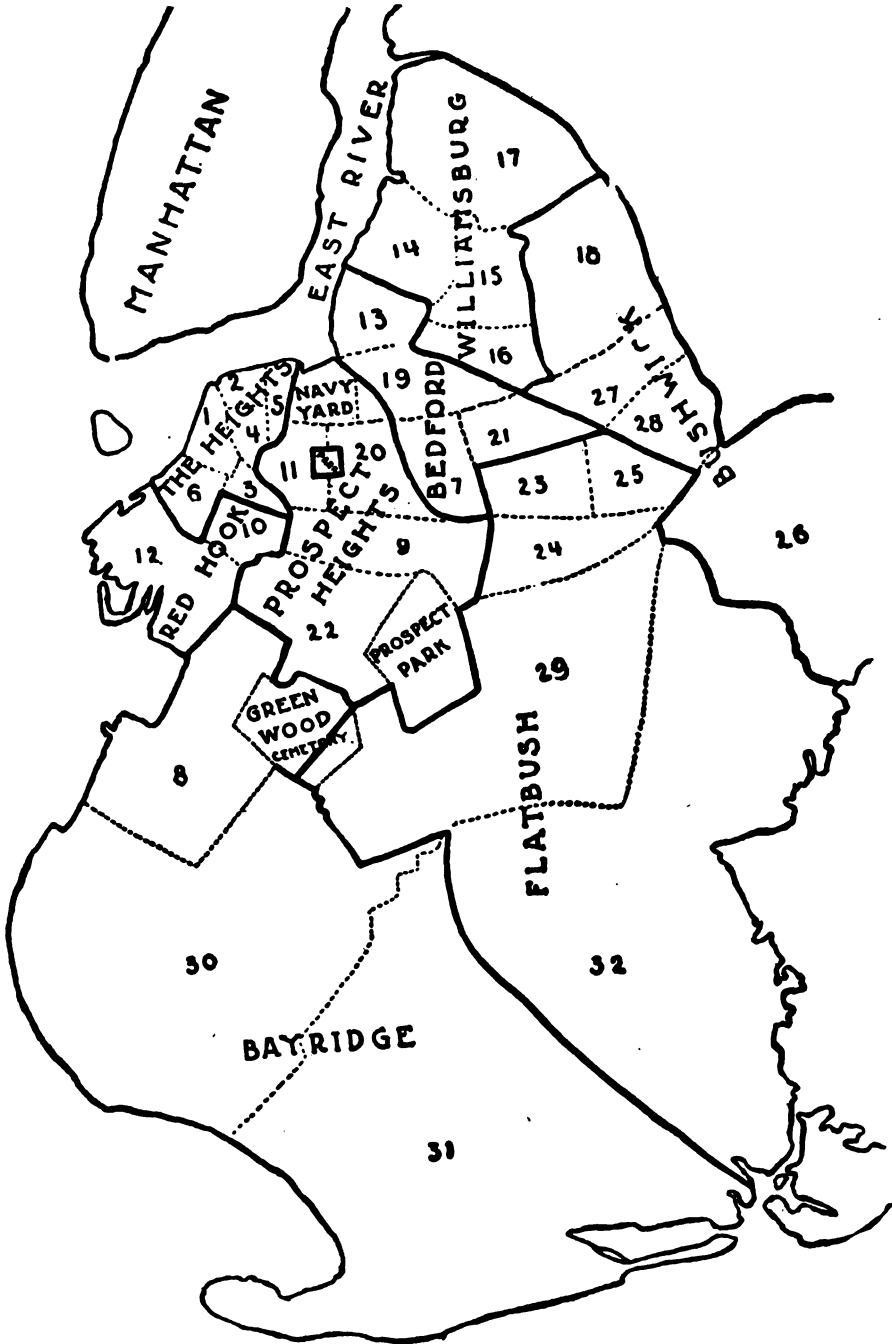 MANHATTAN
EAST RIVER
WILLIAMSBURG
17
14
15
18
13
16
BUSHWICK
19
NAVY
YARD
THE HEIGHTS
2
1
5
4
BEDFORD
27
28
21
20
11
6
3
7
23
25
10
12
RED HOOK
PROSPECT
HEIGHTS
9
24
26
22
PROSPECT
PARK
29
GREEN
WOOD
CEMETERY.
8
FLATBUSH
30
32
BAYRIDGE
31